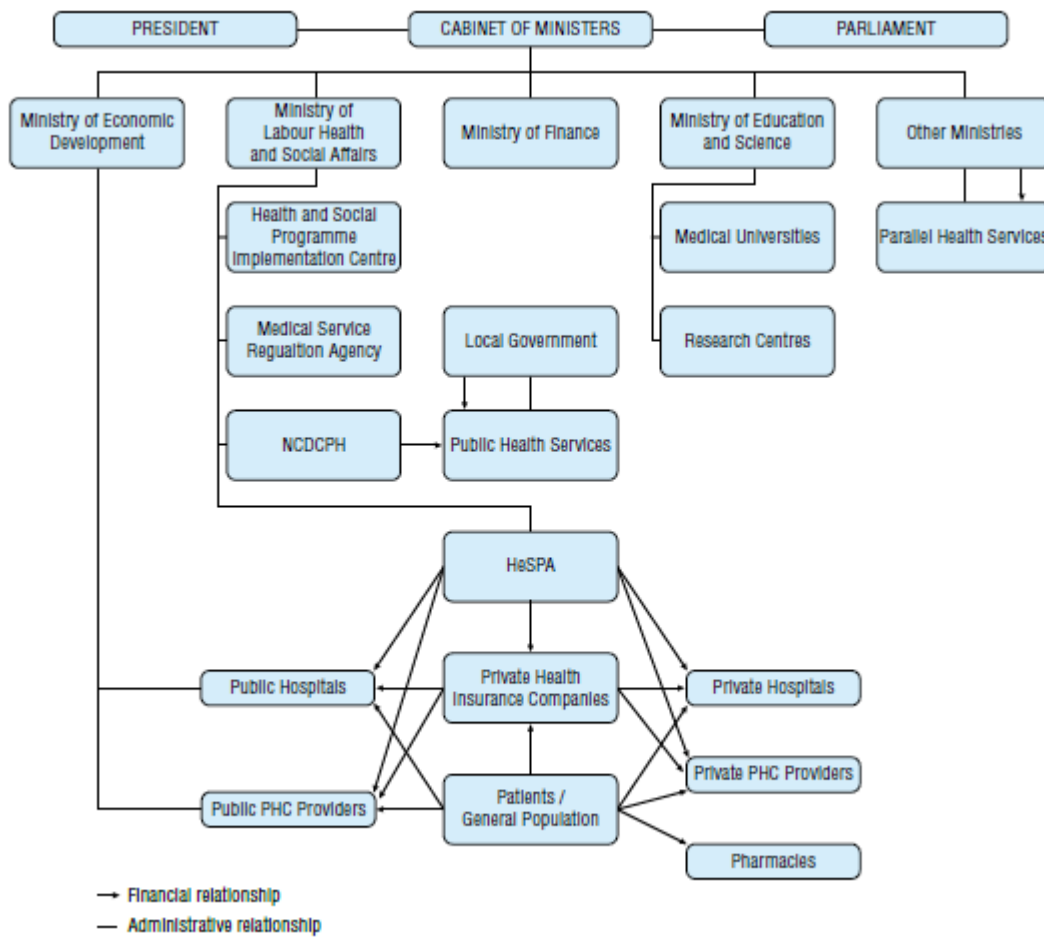 PRESIDENT
CABINET OF MINISTERS
PARLIAMENT
Ministry of Economic
Development
Ministry of
Labour Health
and Social Affairs
Ministry of Finance
Ministry of Education
and Science
Other Ministries
Health and Social
Programme
Implementation Centre
Medical Universities
Parallel Health Services
Medical Service
Regualtion Agency
Local Government
Research Centres
NCDCPH
Public Health Services
HeSPA
Public Hospitals
Private Health
Insurance Companies
Private Hospitals
Private PHC Providers
Public PHC Providers
Patients /
General Population
Pharmacies
Financial relationship
Administrative relationship